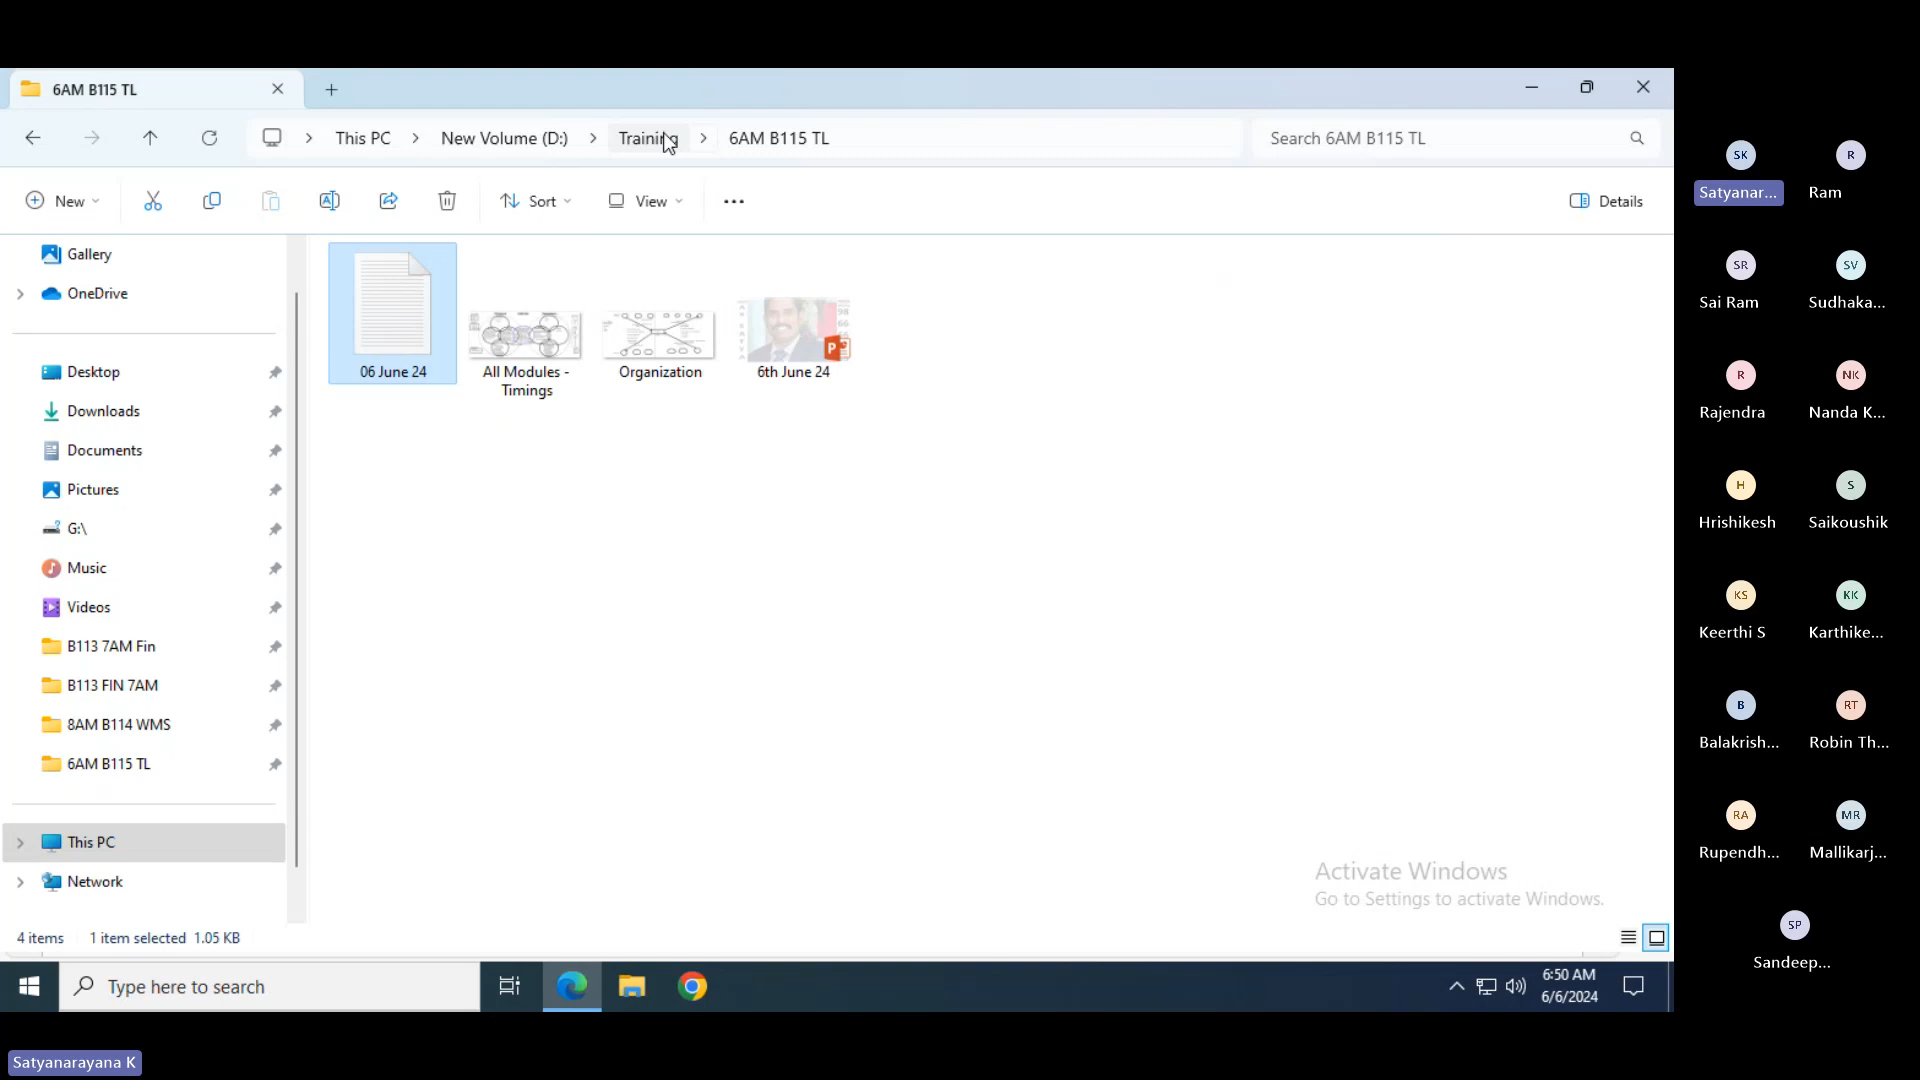 6AM B115 TL
This PC
New Volume (D:)
Training
6AM B115 TL
Search 6AM B115 TL
New
Sort
View
Details
Gallery
OneDrive
Desktop
Downloads
Documents
Pictures
G:\
Music
Videos
B113 7AM Fin
B113 FIN 7AM
8AM B114 WMS
6AM B115 TL
This PC
Network
06 June 24
All Modules -
Timings
Organization
6th June 24
Activate Windows
Go to Settings to activate Windows.
4 items
1 item selected 1.05 KB
Type here to search
6:50 AM
6/6/2024
SK
Satyanar...
R
Ram
SR
Sai Ram
SV
Sudhaka...
R
Rajendra
NK
Nanda K...
H
Hrishikesh
S
Saikoushik
KS
Keerthi S
KK
Karthike...
B
Balakrish...
RT
Robin Th...
RA
Rupendh...
MR
Mallikarj...
SP
Sandeep...
Satyanarayana K